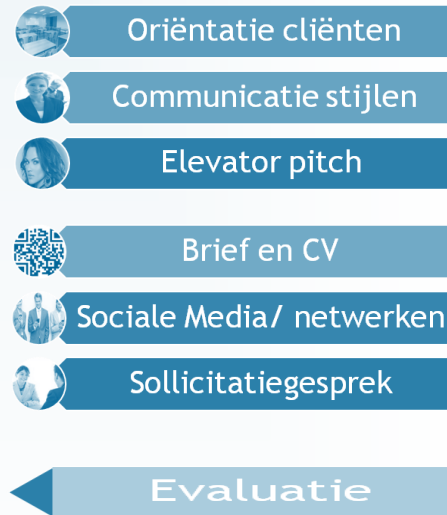 Oriëntatie cliënten
Communicatie stijlen
Elevator pitch
Brief en CV
Sociale Media/ netwerken
Sollicitatiegesprek
Evaluatie